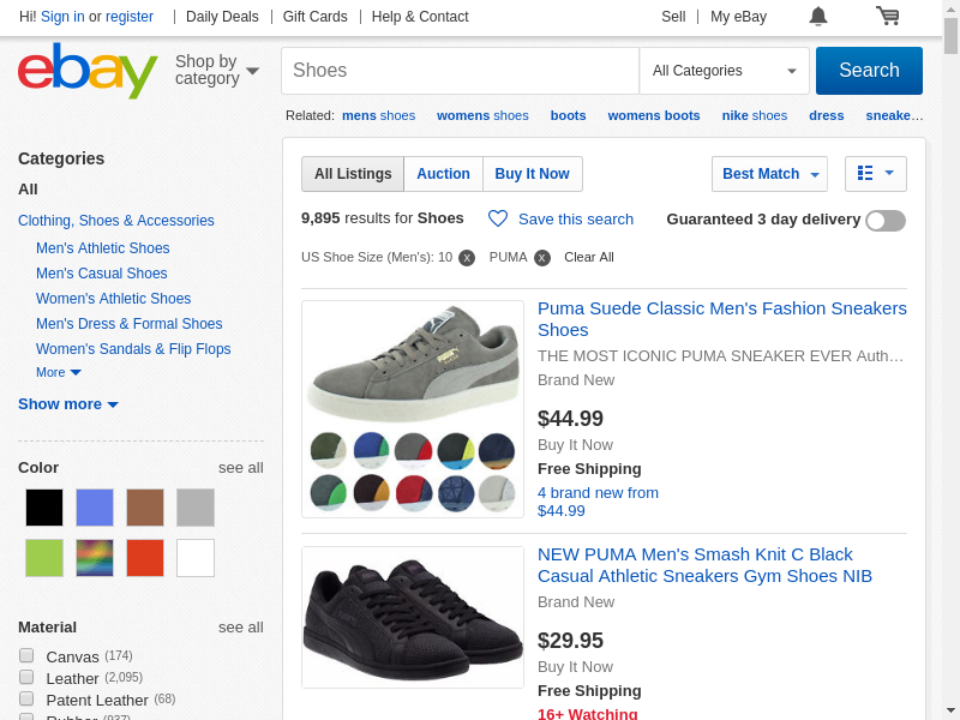 Hi! Sign in or register | Daily Deals | Gift Cards | Help & Contact
Sell | My eBay
ebay
Shop by category
Shoes
All Categories
Search
Related: mens shoes womens shoes boots womens boots nike shoes dress sneake…
Categories
All
Clothing, Shoes & Accessories
Men's Athletic Shoes
Men's Casual Shoes
Women's Athletic Shoes
Men's Dress & Formal Shoes
Women's Sandals & Flip Flops
More
Show more
Color see all
Material see all
Canvas (174)
Leather (2,095)
Patent Leather (68)
Rubber (937)
All Listings Auction Buy It Now
Best Match
9,895 results for Shoes
Save this search
Guaranteed 3 day delivery
US Shoe Size (Men's): 10 x PUMA x Clear All
Puma Suede Classic Men's Fashion Sneakers
Shoes
THE MOST ICONIC PUMA SNEAKER EVER Auth…
Brand New
$44.99
Buy It Now
Free Shipping
4 brand new from
$44.99
NEW PUMA Men's Smash Knit C Black
Casual Athletic Sneakers Gym Shoes NIB
Brand New
$29.95
Buy It Now
Free Shipping
16+ Watching